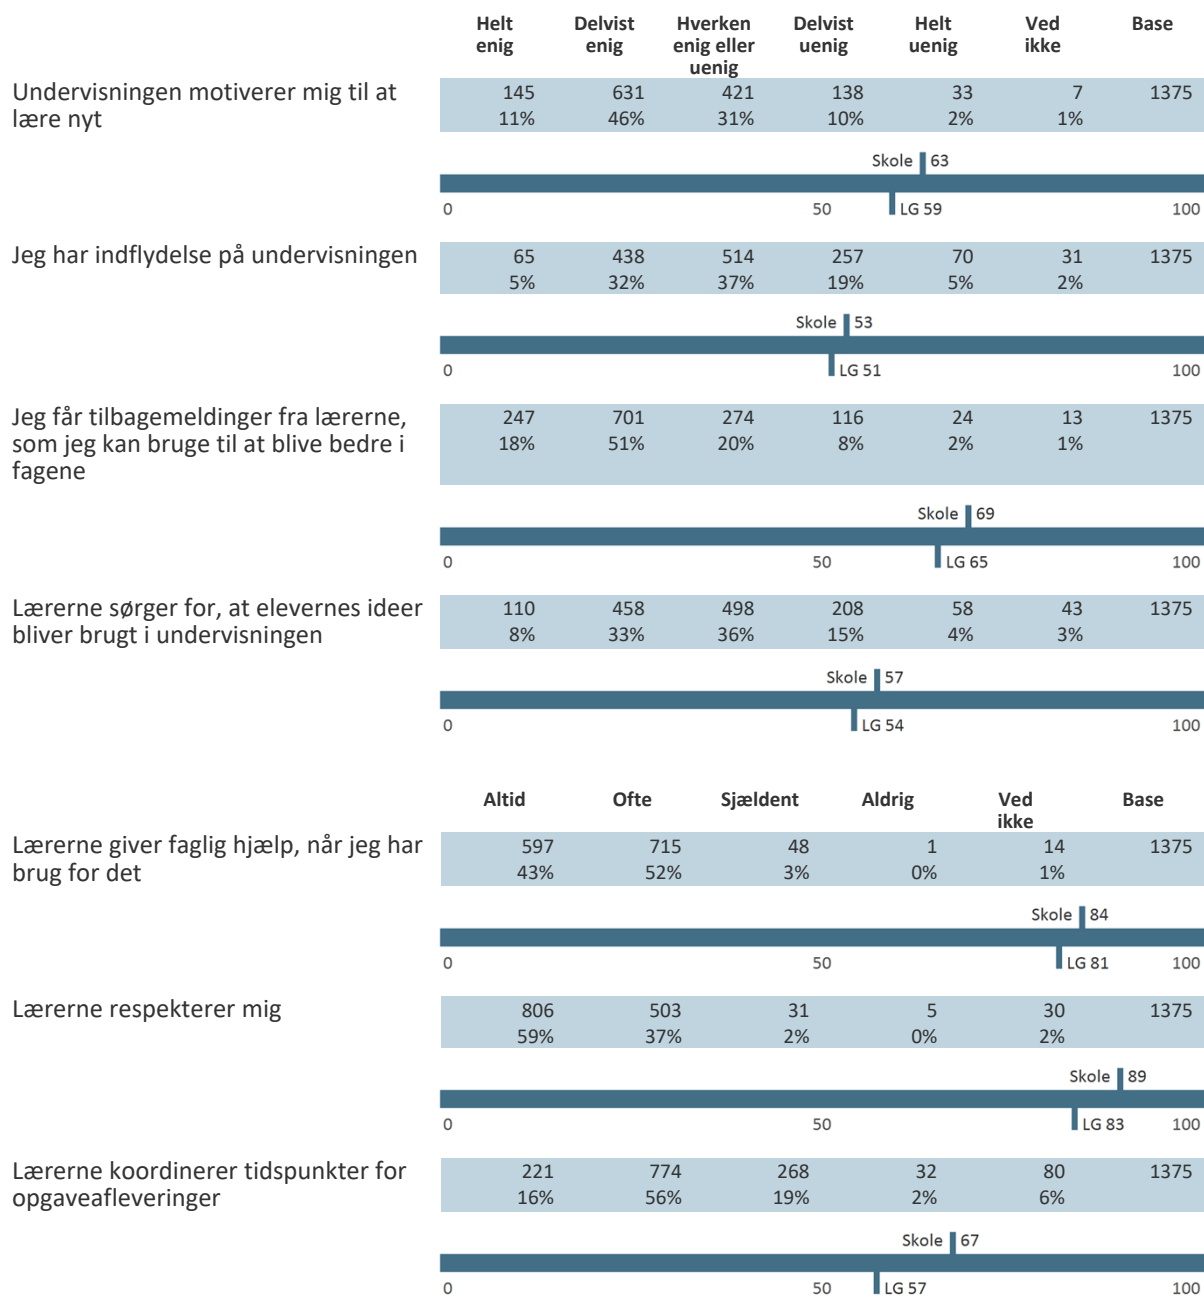 Helt enig Delvist enig Hverken enig eller uenig Delvist uenig Helt uenig Ved ikke Base
Undervisningen motiverer mig til at
lære nyt
145 631 421 138 33 7 1375
11% 46% 31% 10% 2% 1%
Skole 63
0 50 LG 59 100
Jeg har indflydelse på undervisningen
65 438 514 257 70 31 1375
5% 32% 37% 19% 5% 2%
Skole 53
0 LG 51 100
Jeg får tilbagemeldinger fra lærerne,
som jeg kan bruge til at blive bedre i
fagene
247 701 274 116 24 13 1375
18% 51% 20% 8% 2% 1%
Skole 69
0 50 LG 65 100
Lærerne sørger for, at elevernes ideer
bliver brugt i undervisningen
110 458 498 208 58 43 1375
8% 33% 36% 15% 4% 3%
Skole 57
0 LG 54 100
Altid Ofte Sjældent Aldrig Ved ikke Base
Lærerne giver faglig hjælp, når jeg har
brug for det
597 715 48 1 14 1375
43% 52% 3% 0% 1%
Skole 84
0 50 LG 81 100
Lærerne respekterer mig
806 503 31 5 30 1375
59% 37% 2% 0% 2%
Skole 89
0 50 LG 83 100
Lærerne koordinerer tidspunkter for
opgaveafleveringer
221 774 268 32 80 1375
16% 56% 19% 2% 6%
Skole 67
0 50 LG 57 100